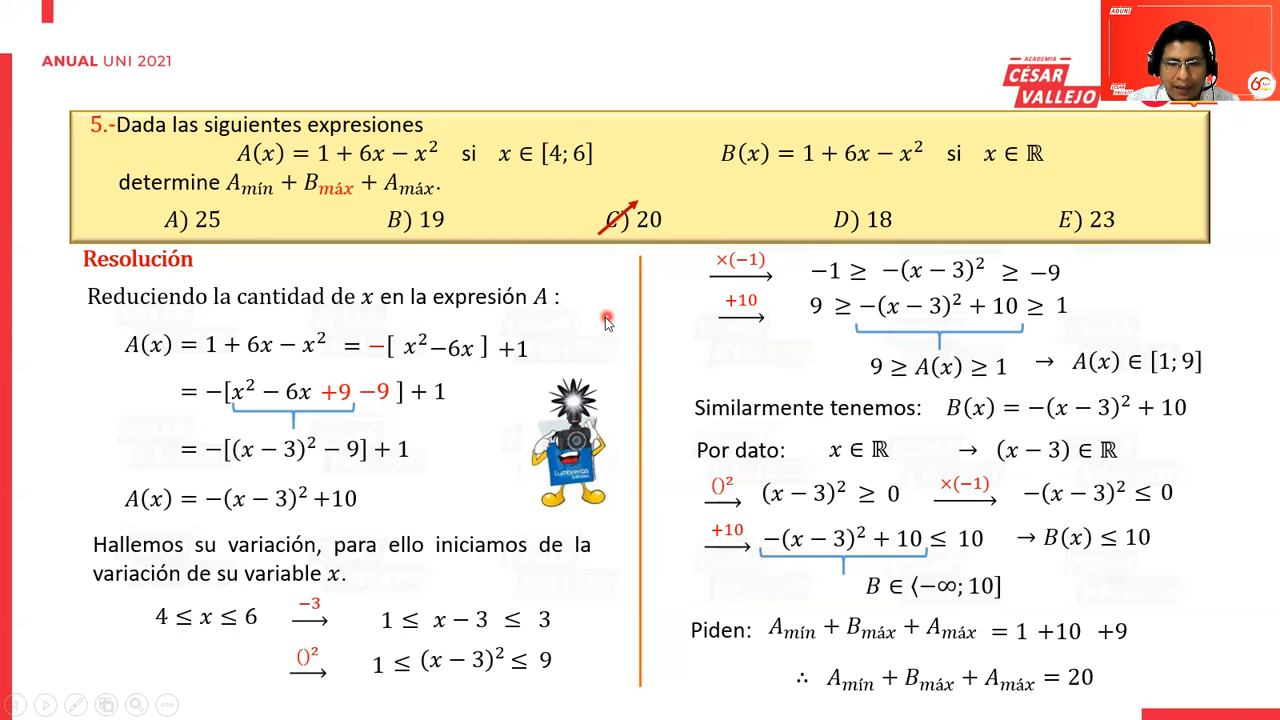 ANUAL UNI 2021
ACADEMIA
CÉSAR
VALLEJO
ADUNI
60
5.-Dada las siguientes expresiones
A(x) = 1 + 6x − x² si x ∈ [4; 6]
B(x) = 1 + 6x − x² si x ∈ ℝ
determine A_mín + B_máx + A_máx.
A) 25 B) 19 C) 20 D) 18 E) 23
Resolución
Reduciendo la cantidad de x en la expresión A :
A(x) = 1 + 6x − x² = −[ x² −6x ] +1
= −[x² − 6x +9 −9 ] + 1
= −[(x − 3)² − 9] + 1
A(x) = −(x − 3)² +10
Lumbreras
Hallemos su variación, para ello iniciamos de la
variación de su variable x.
4 ≤ x ≤ 6 −3 → 1 ≤ x − 3 ≤ 3
()² → 1 ≤ (x − 3)² ≤ 9
×(−1) → −1 ≥ −(x − 3)² ≥ −9
+10 → 9 ≥ −(x − 3)² + 10 ≥ 1
9 ≥ A(x) ≥ 1 → A(x) ∈ [1; 9]
Similarmente tenemos: B(x) = −(x − 3)² + 10
Por dato: x ∈ ℝ → (x − 3) ∈ ℝ
()² → (x − 3)² ≥ 0 ×(−1) → −(x − 3)² ≤ 0
+10 → −(x − 3)² + 10 ≤ 10 → B(x) ≤ 10
B ∈ ⟨−∞; 10]
Piden: A_mín + B_máx + A_máx = 1 +10 +9
∴ A_mín + B_máx + A_máx = 20